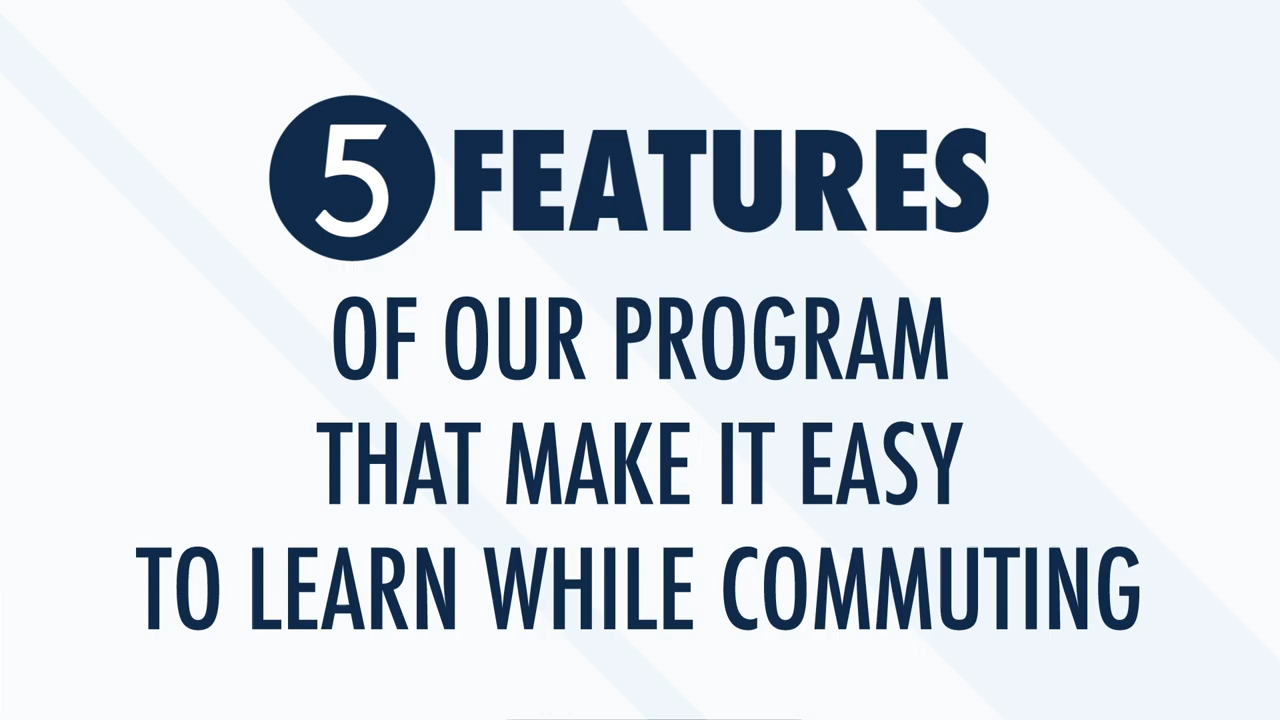 5 FEATURES
OF OUR PROGRAM
THAT MAKE IT EASY
TO LEARN WHILE COMMUTING